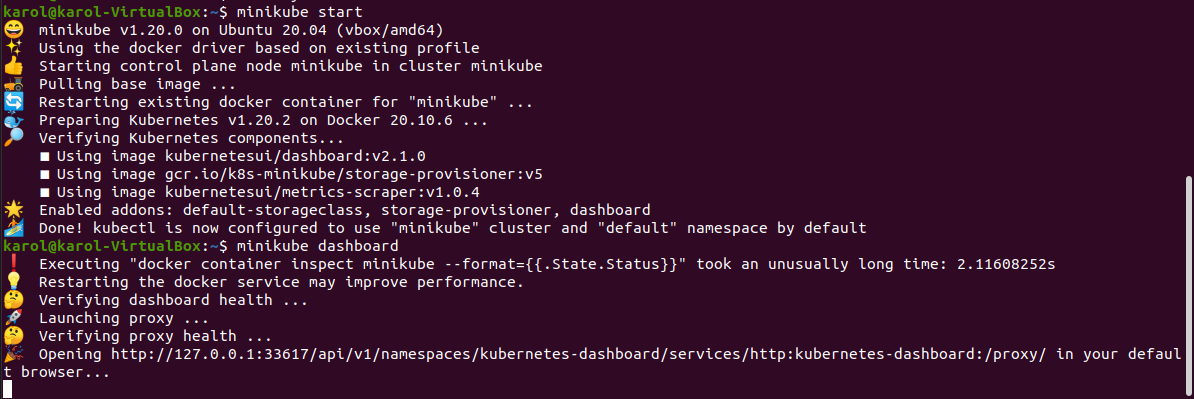 karol@karol-VirtualBox:~$ minikube start
😄  minikube v1.20.0 on Ubuntu 20.04 (vbox/amd64)
✨  Using the docker driver based on existing profile
👍  Starting control plane node minikube in cluster minikube
🚜  Pulling base image ...
🔄  Restarting existing docker container for "minikube" ...
🐳  Preparing Kubernetes v1.20.2 on Docker 20.10.6 ...
🔎  Verifying Kubernetes components...
    ▪ Using image kubernetesui/dashboard:v2.1.0
    ▪ Using image gcr.io/k8s-minikube/storage-provisioner:v5
    ▪ Using image kubernetesui/metrics-scraper:v1.0.4
🌟  Enabled addons: default-storageclass, storage-provisioner, dashboard
🏄  Done! kubectl is now configured to use "minikube" cluster and "default" namespace by default
karol@karol-VirtualBox:~$ minikube dashboard
❗  Executing "docker container inspect minikube --format={{.State.Status}}" took an unusually long time: 2.11608252s
💡  Restarting the docker service may improve performance.
🤔  Verifying dashboard health ...
🚀  Launching proxy ...
🤔  Verifying proxy health ...
🎉  Opening http://127.0.0.1:33617/api/v1/namespaces/kubernetes-dashboard/services/http:kubernetes-dashboard:/proxy/ in your defaul
t browser...